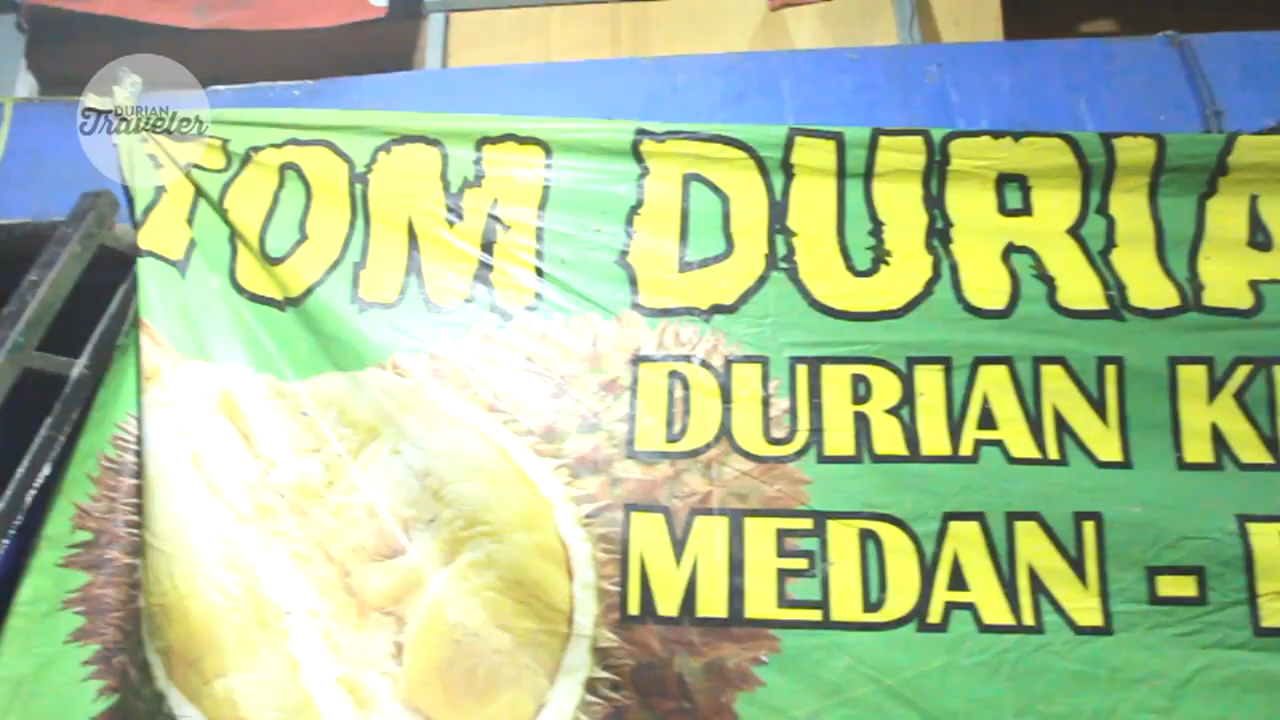 DURIAN
Traveler
TOM DURIA
DURIAN K
MEDAN -